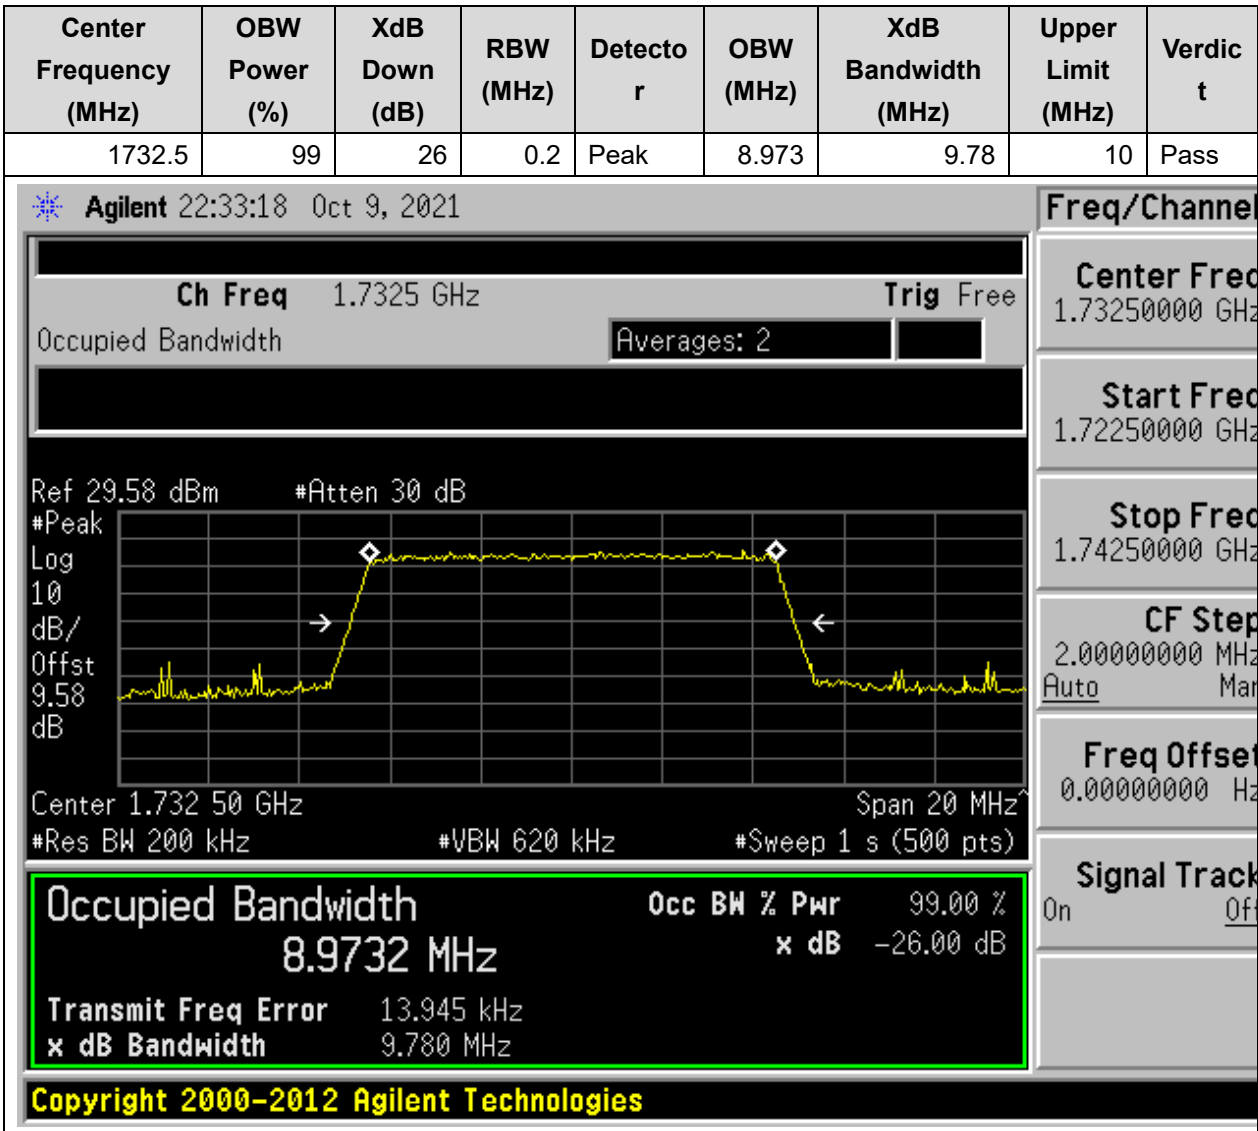 Center Frequency (MHz) OBW Power (%) XdB Down (dB) RBW (MHz) Detecto r OBW (MHz) XdB Bandwidth (MHz) Upper Limit (MHz) Verdic t
1732.5 99 26 0.2 Peak 8.973 9.78 10 Pass
Agilent 22:33:18 Oct 9, 2021
Freq/Channel
Ch Freq 1.7325 GHz Trig Free
Occupied Bandwidth Averages: 2
Center Freq
1.73250000 GHz
Start Freq
1.72250000 GHz
Stop Freq
1.74250000 GHz
CF Step
2.00000000 MHz
Auto Man
Freq Offset
0.00000000 Hz
Signal Track
On Off
Ref 29.58 dBm #Atten 30 dB
#Peak
Log
10
dB/
Offst
9.58
dB
Center 1.732 50 GHz Span 20 MHz^
#Res BW 200 kHz #VBW 620 kHz #Sweep 1 s (500 pts)
Occupied Bandwidth Occ BW % Pwr 99.00 %
8.9732 MHz x dB -26.00 dB
Transmit Freq Error 13.945 kHz
x dB Bandwidth 9.780 MHz
Copyright 2000-2012 Agilent Technologies